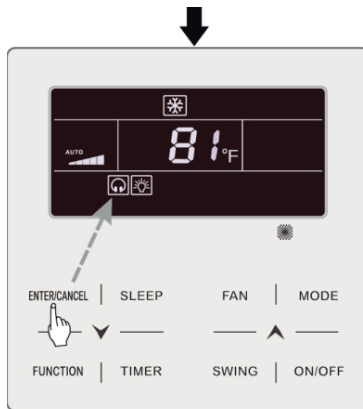 AUTO
81°F
ENTER/CANCEL SLEEP FAN MODE
FUNCTION TIMER SWING ON/OFF